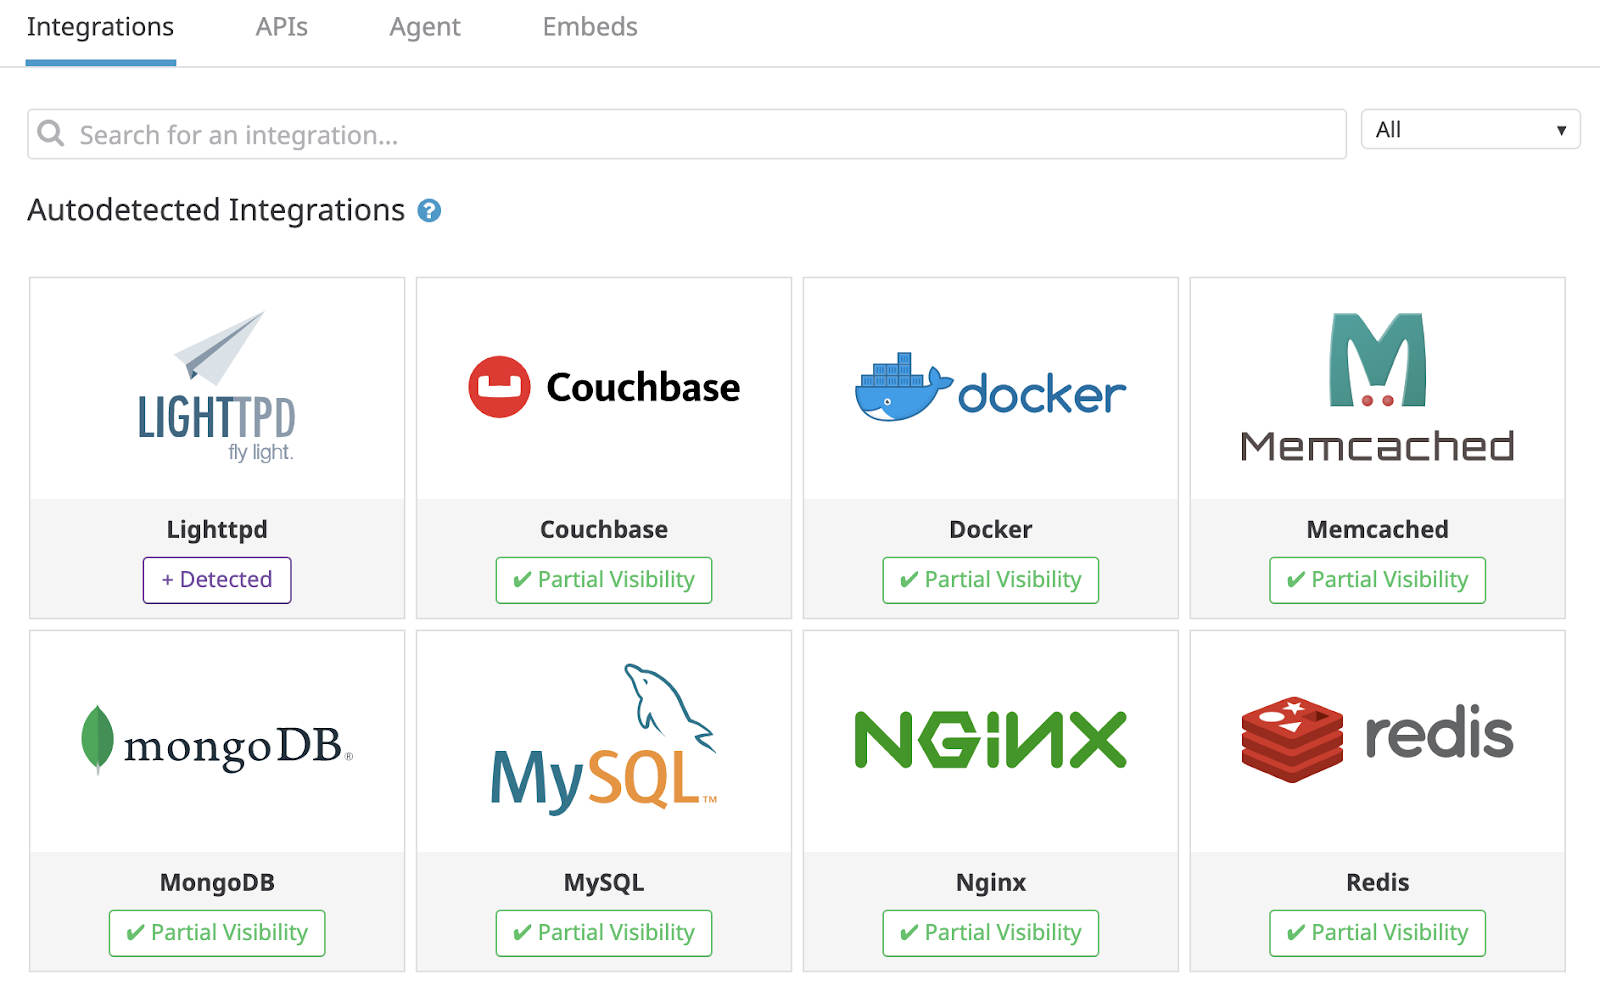 Integrations APIs Agent Embeds
Search for an integration...
All
Autodetected Integrations ?
LIGHTTPD
fly light.
Couchbase
docker
Memcached
Lighttpd
+ Detected
Couchbase
✔ Partial Visibility
Docker
✔ Partial Visibility
Memcached
✔ Partial Visibility
mongoDB®
MySQL™
NGINX
redis
MongoDB
✔ Partial Visibility
MySQL
✔ Partial Visibility
Nginx
✔ Partial Visibility
Redis
✔ Partial Visibility